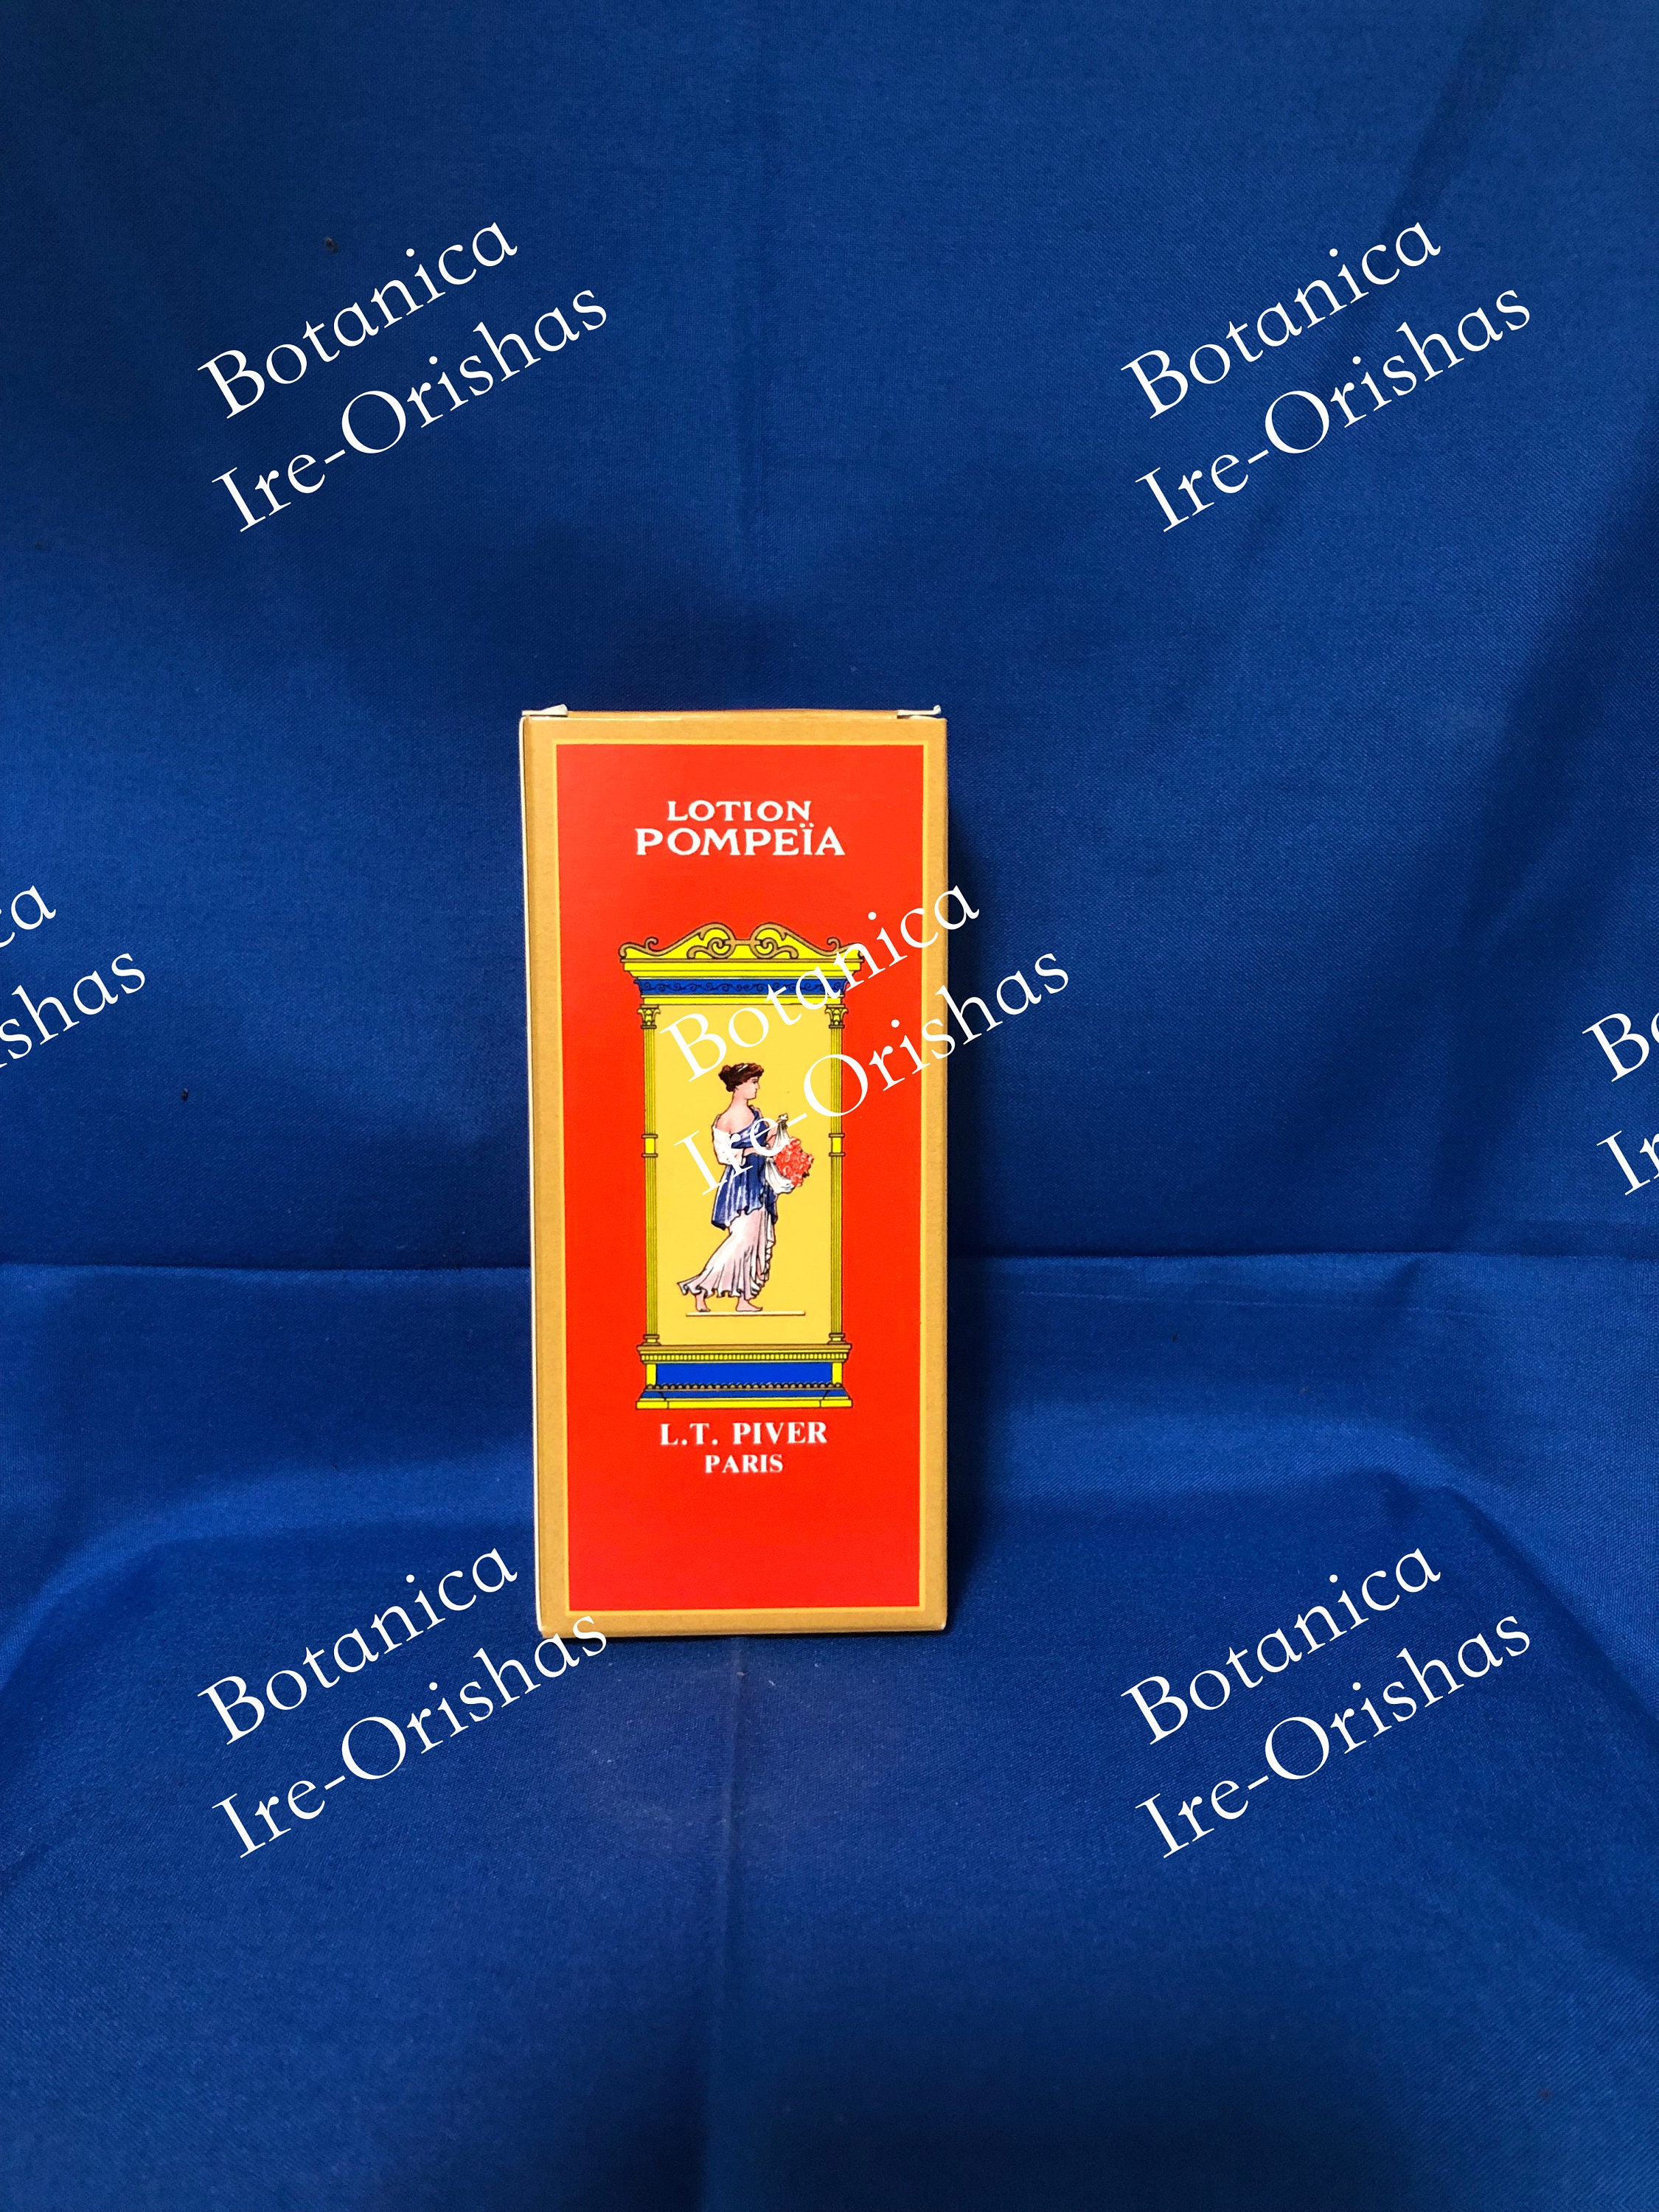 Botanica
Ire-Orishas
Botanica
Ire-Orishas
LOTION
POMPEÏA
Botanica
Ire-Orishas
L.T. PIVER
PARIS
Botanica
Ire-Orishas
Botanica
Ire-Orishas